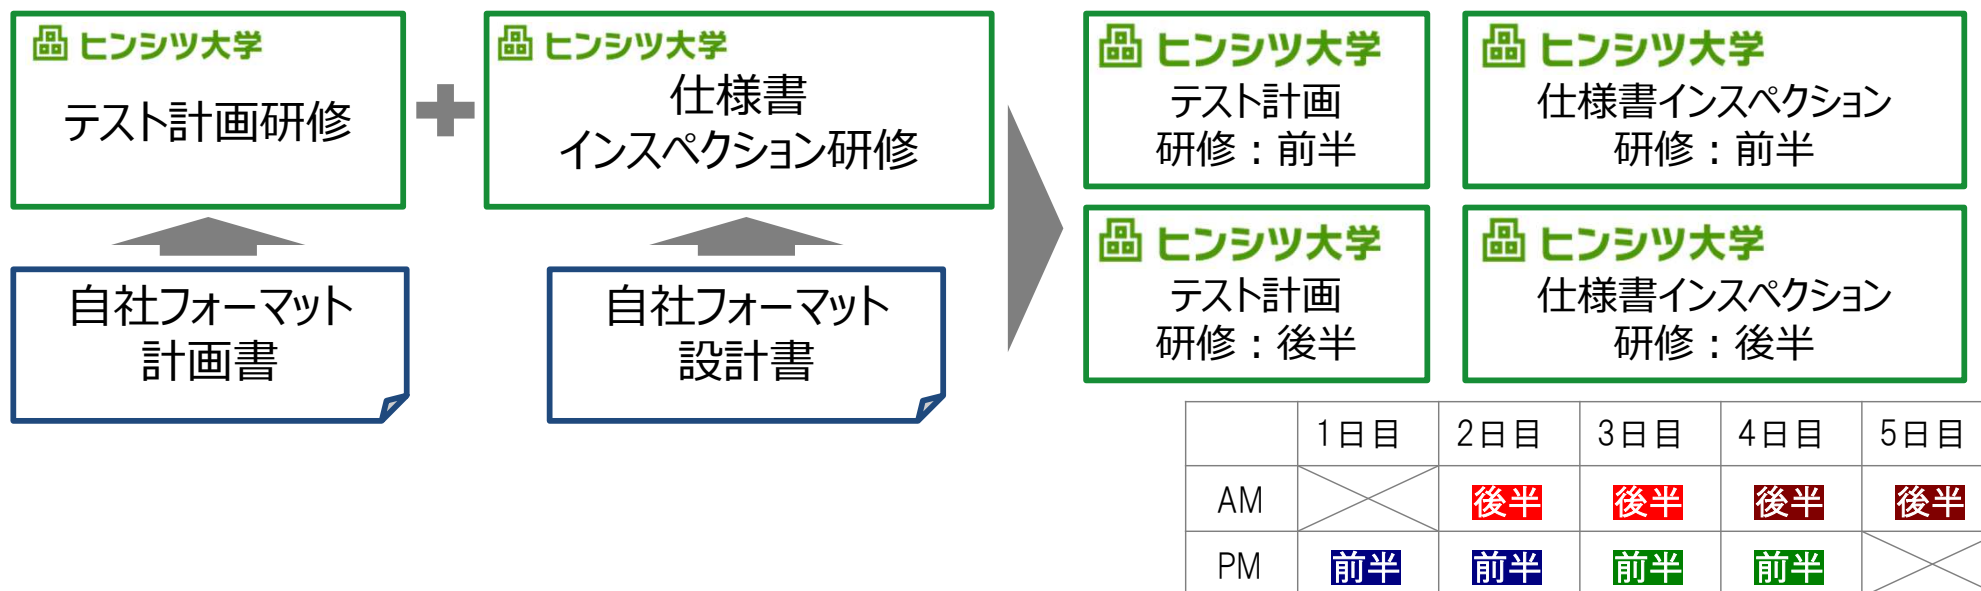 ヒンシツ大学
テスト計画研修
ヒンシツ大学
仕様書
インスペクション研修
自社フォーマット
計画書
自社フォーマット
設計書
ヒンシツ大学
テスト計画
研修：前半
ヒンシツ大学
仕様書インスペクション
研修：前半
ヒンシツ大学
テスト計画
研修：後半
ヒンシツ大学
仕様書インスペクション
研修：後半
1日目 2日目 3日目 4日目 5日目
AM 後半 後半 後半 後半
PM 前半 前半 前半 前半